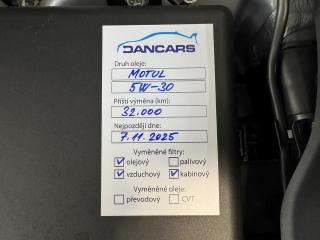 DANCARS
Druh oleje:
MOTUL
5W-30
Příští výměna (km):
32.000
Nejpozději dne:
7.11.2025
Vyměněné filtry:
olejový palivový
vzduchový kabinový
Vyměněné oleje:
převodový CVT